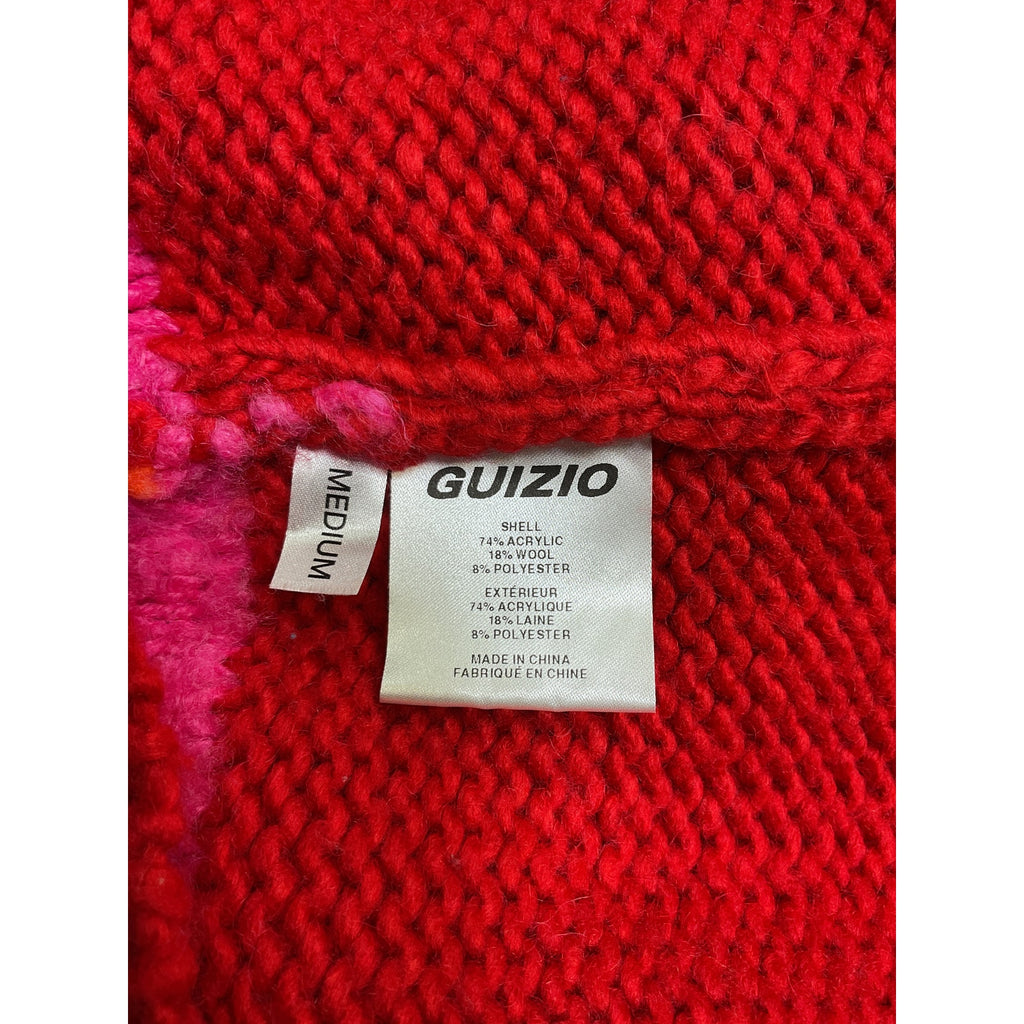 MEDIUM
GUIZIO
SHELL
74% ACRYLIC
18% WOOL
8% POLYESTER
EXTÉRIEUR
74% ACRYLIQUE
18% LAINE
8% POLYESTER
MADE IN CHINA
FABRIQUÉ EN CHINE